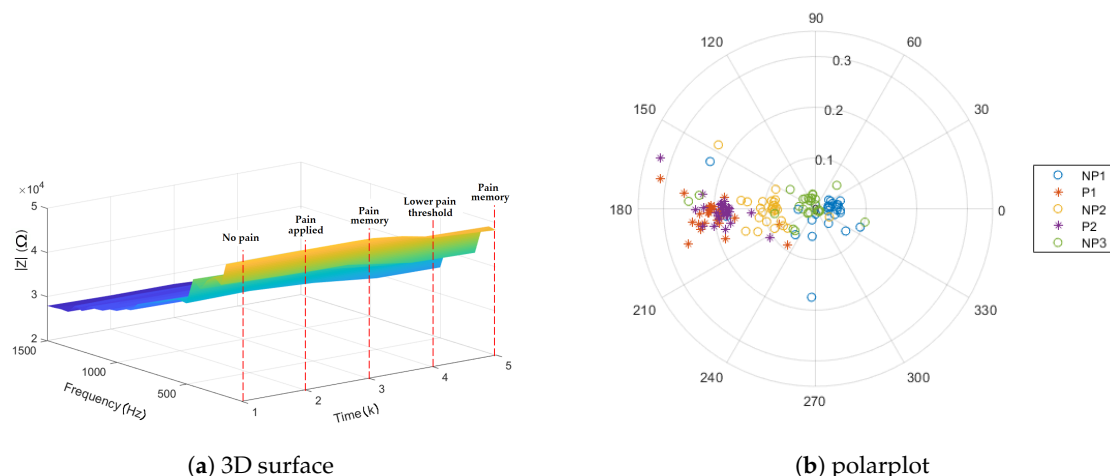 Pain
memory
Lower pain
threshold
Pain
memory
Pain
applied
No pain
×10⁴
5
4
3
2
|Z| (Ω)
1500
1000
500
Frequency (Hz)
1
2
3
4
5
Time (k)
(a) 3D surface
90
120
60
150
30
180
0
210
330
240
300
270
0.3
0.2
0.1
0
NP1
P1
NP2
P2
NP3
(b) polarplot